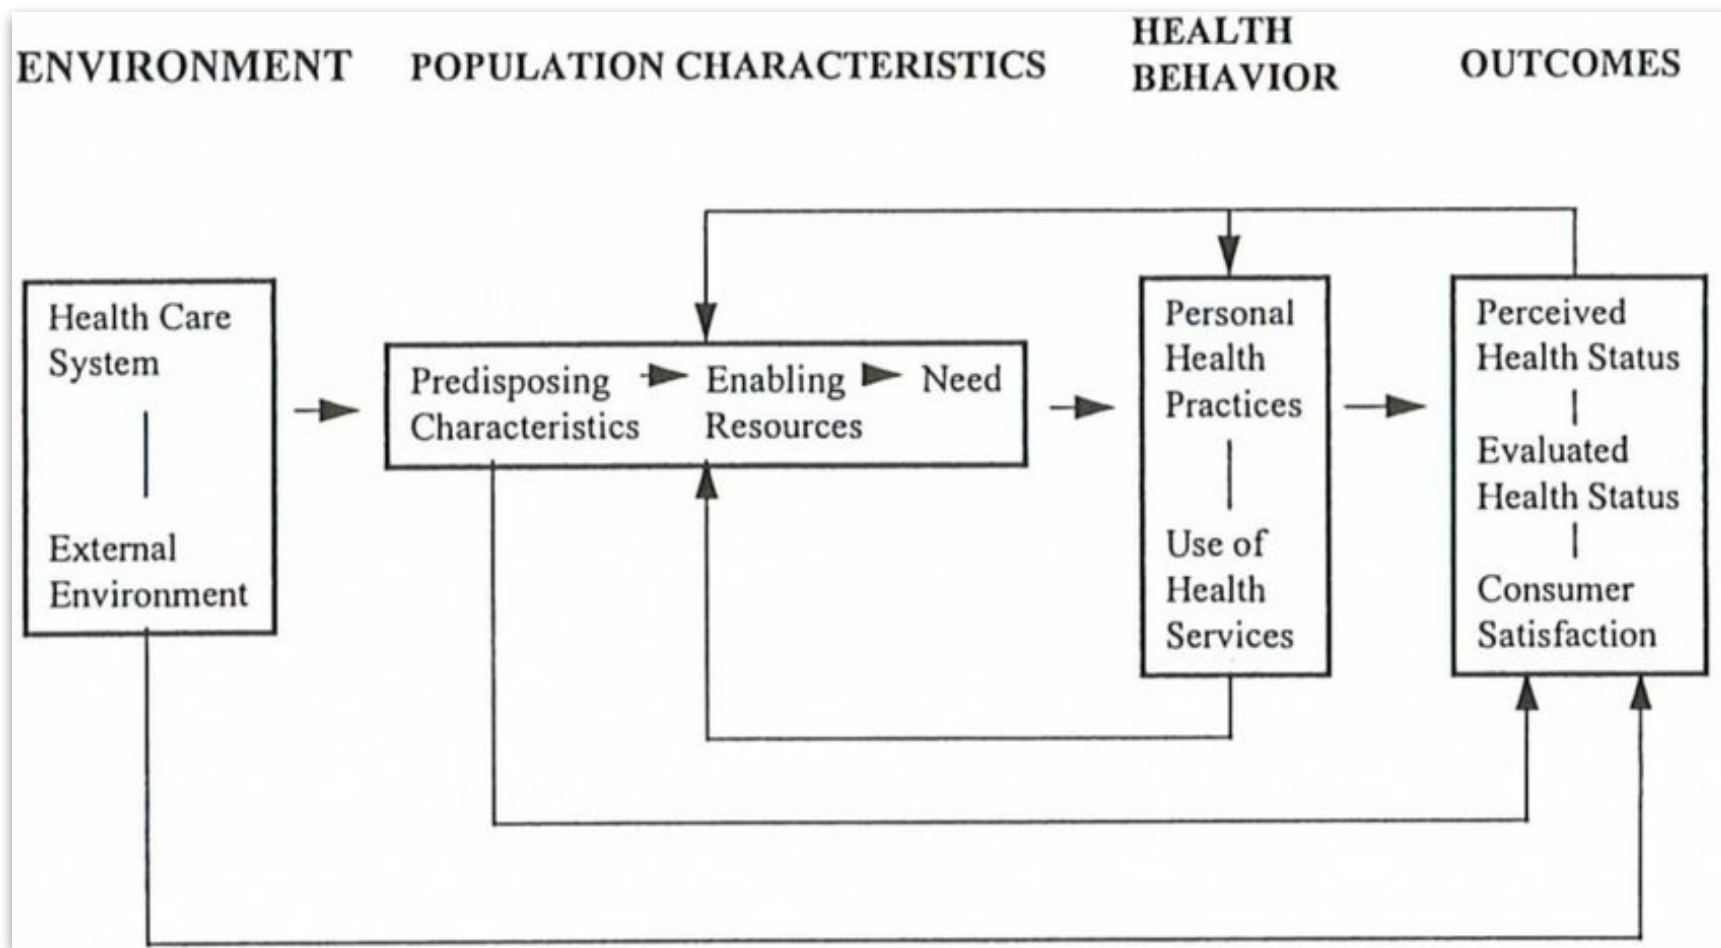 ENVIRONMENT
POPULATION CHARACTERISTICS
HEALTH
BEHAVIOR
OUTCOMES
Health Care
System
External
Environment
Predisposing
Characteristics
Enabling
Resources
Need
Personal
Health
Practices
Use of
Health
Services
Perceived
Health Status
Evaluated
Health Status
Consumer
Satisfaction